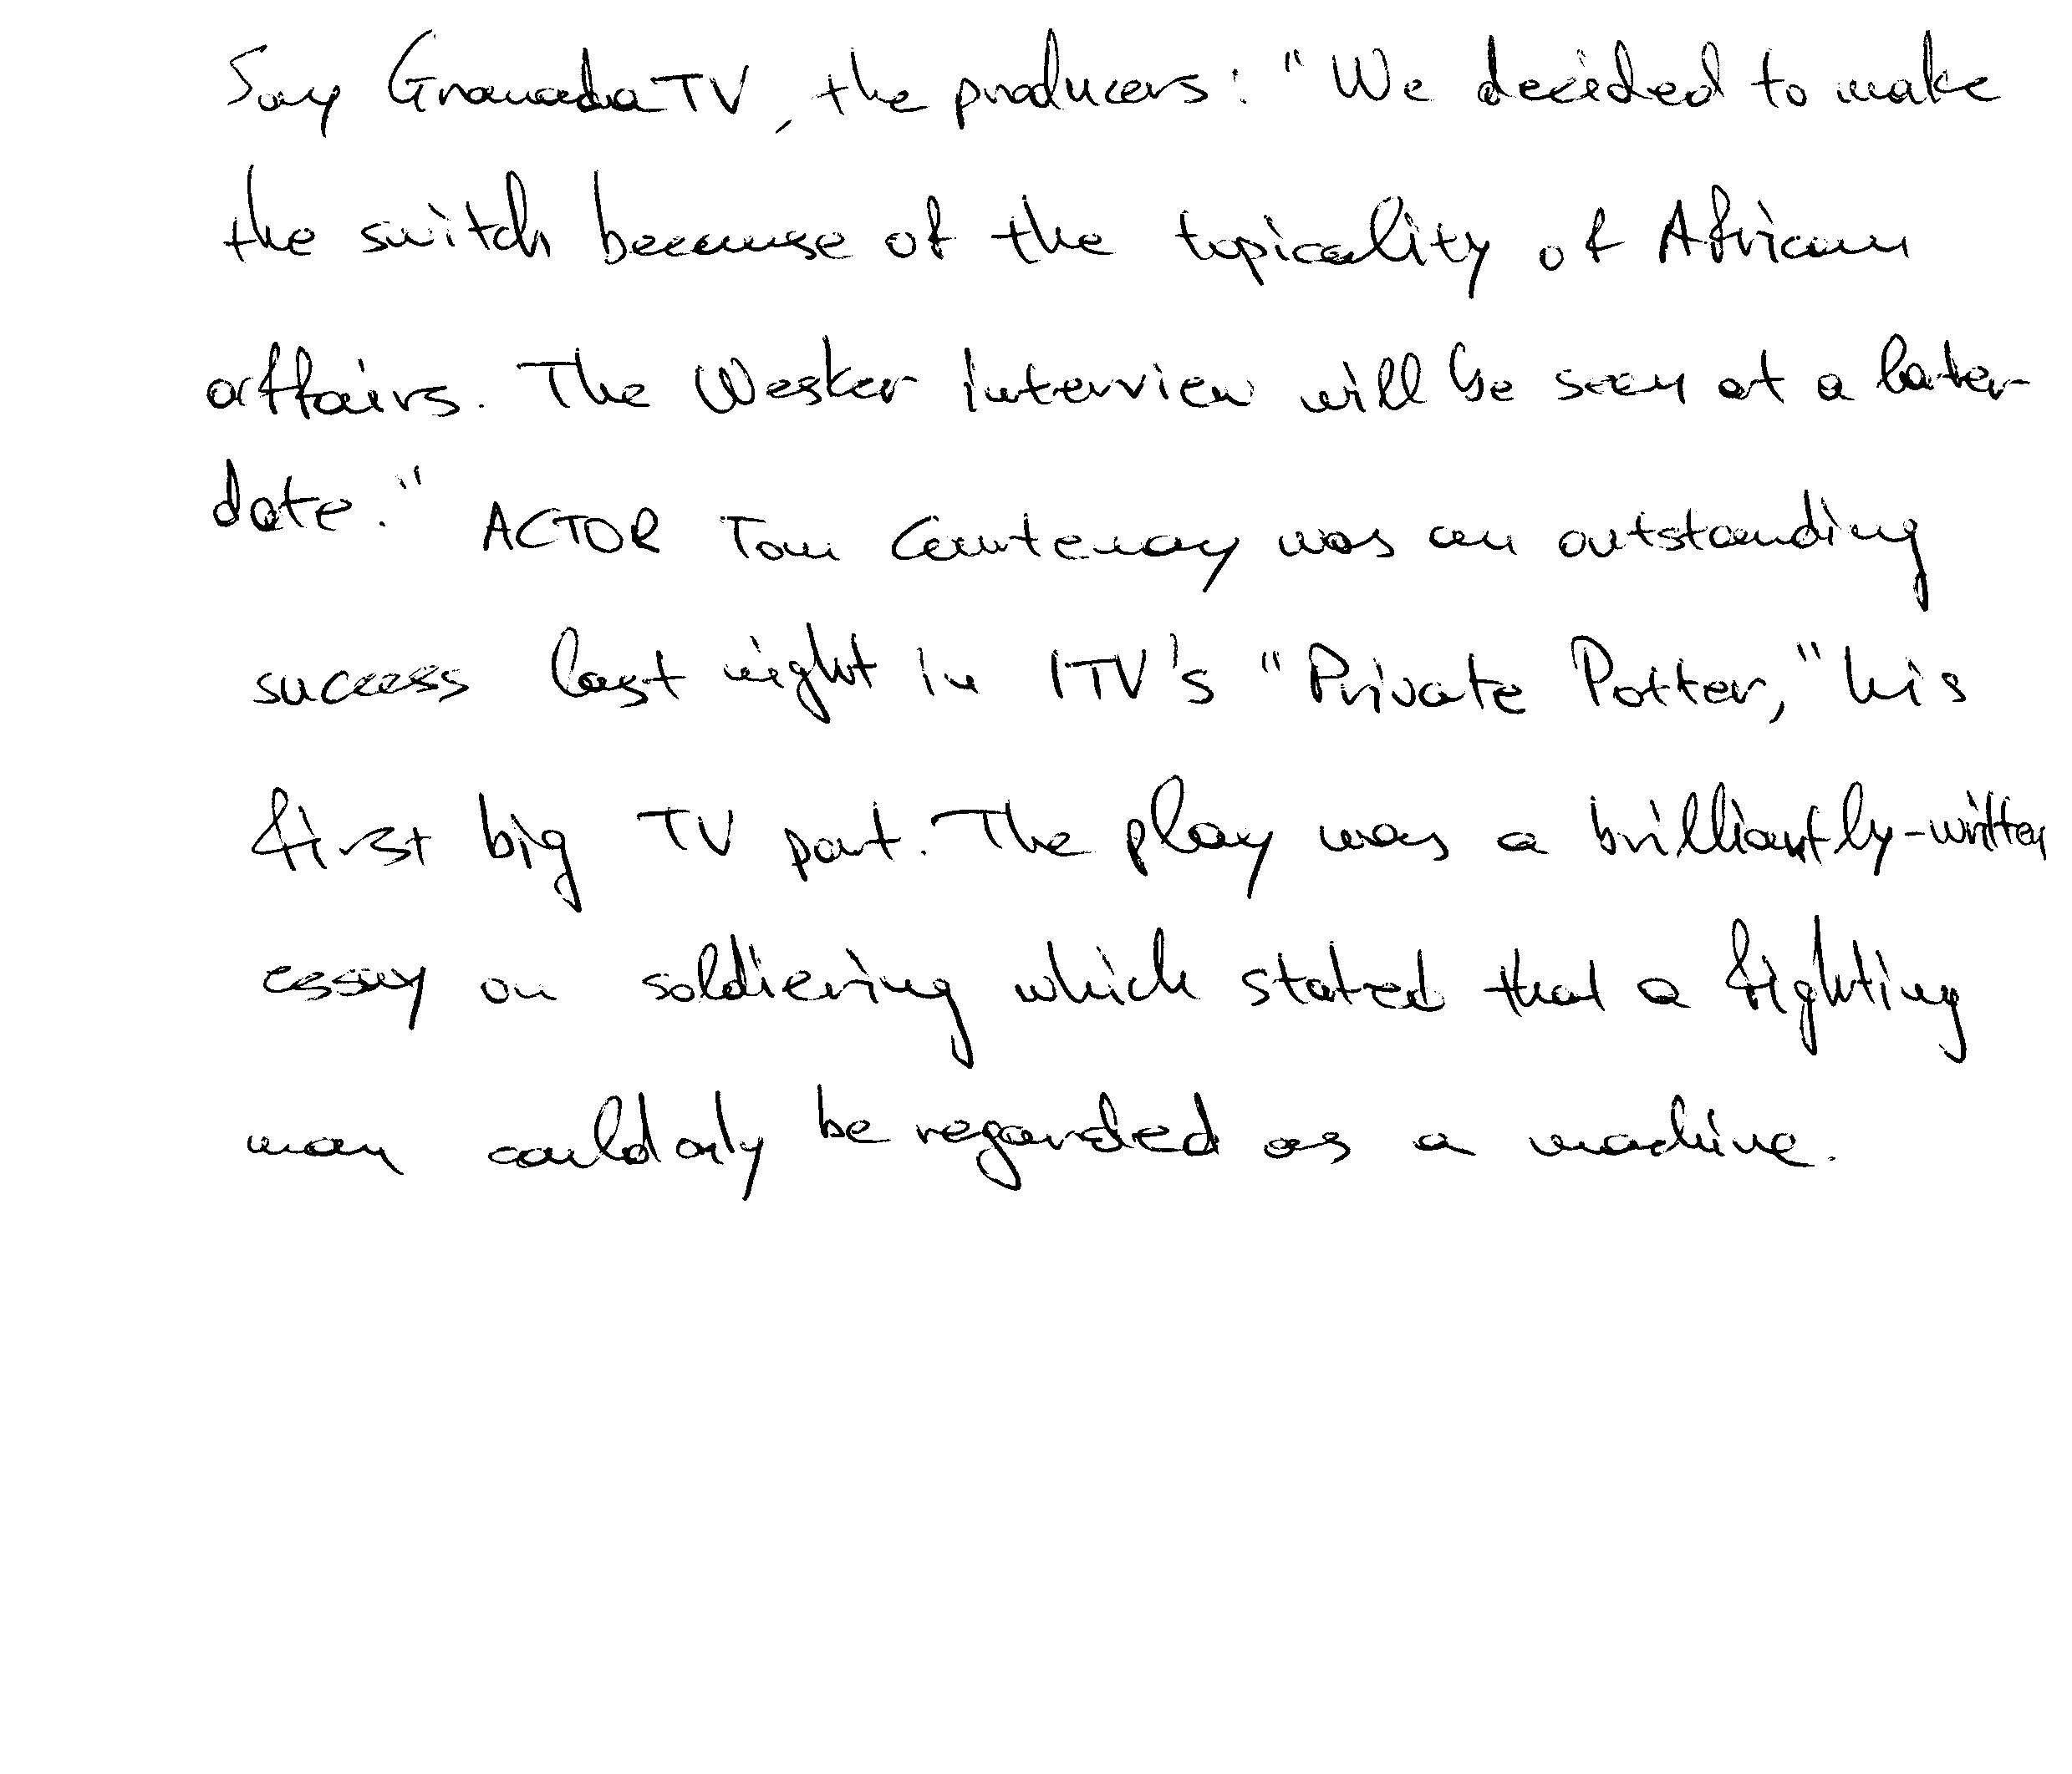 Say Granada TV, the producers: "We decided to make
the switch because of the topicality of African
affairs. The Wesker interview will be seen at a later
date." ACTOR Tom Courtenay was an outstanding
success last night in ITV's "Private Potter," his
first big TV part. The play was a brilliantly-written
essay on soldiering which stated that a fighting
man could only be regarded as a machine.